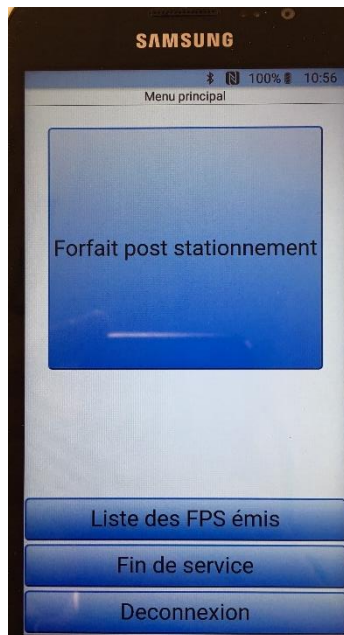 SAMSUNG
100% 10:56
Menu principal
Forfait post stationnement
Liste des FPS émis
Fin de service
Deconnexion